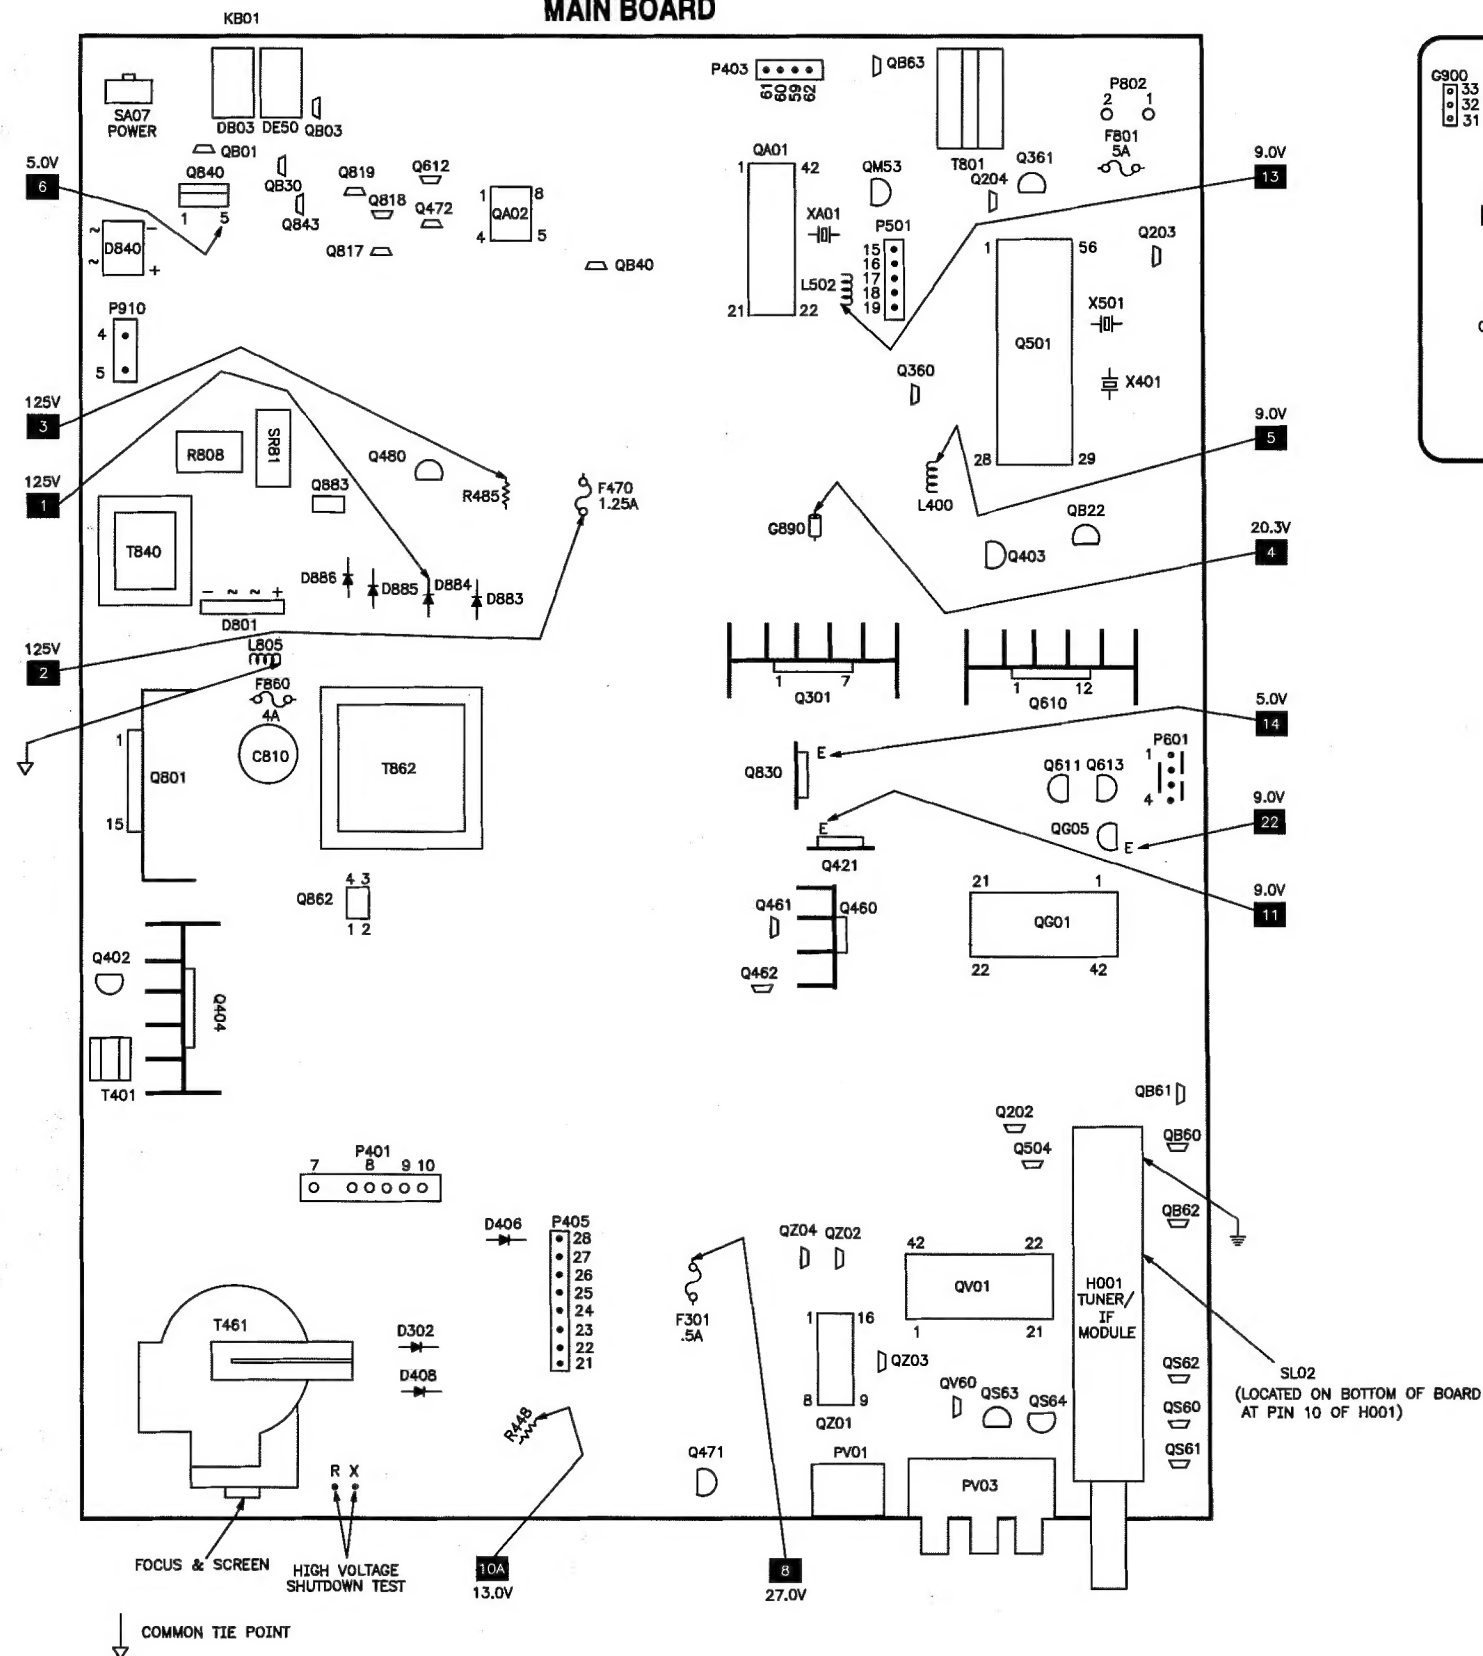 MAIN BOARD
KB01
SA07
POWER
DB03
DE50
QB03
QB01
Q840
1 5
QB30
Q843
Q819
Q818
Q817
Q612
Q472
1 8
QA02
4 5
QB40
5.0V
6
~ -
D840
~ +
P910
4
5
125V
3
125V
1
125V
2
R808
SR81
Q480
Q883
R485
F470
1.25A
T840
D886
D885
D884
D883
- ~ ~ +
D801
L805
F860
4A
C810
1
Q801
15
T862
4 3
Q862
1 2
Q402
Q404
T401
P401
7 8 9 10
D406
P405
28
27
26
25
24
23
22
21
T461
D302
D408
R448
R X
FOCUS & SCREEN
HIGH VOLTAGE
SHUTDOWN TEST
10A
13.0V
COMMON TIE POINT
P403
61
60
59
62
QB63
T801
P802
2 1
F801
5A
QA01
1 42
21 22
QM53
XA01
P501
15
16
17
18
19
L502
Q204
Q361
Q203
1 56
Q501
28 29
X501
X401
Q360
L400
G890
Q403
QB22
9.0V
13
9.0V
5
20.3V
4
1 7
Q301
1 12
Q610
5.0V
14
Q830
E
E
Q421
Q611
Q613
P601
1
4
QG05
E
9.0V
22
9.0V
11
Q461
Q460
Q462
21 1
QG01
22 42
QB61
Q202
Q504
QB60
QB62
QZ04
QZ02
42 22
QV01
1 21
H001
TUNER/
IF
MODULE
F301
.5A
1 16
8 9
QZ01
QZ03
QV60
QS63
QS64
QS62
QS60
QS61
SL02
(LOCATED ON BOTTOM OF BOARD
AT PIN 10 OF H001)
Q471
PV01
PV03
8
27.0V
G900
33
32
31